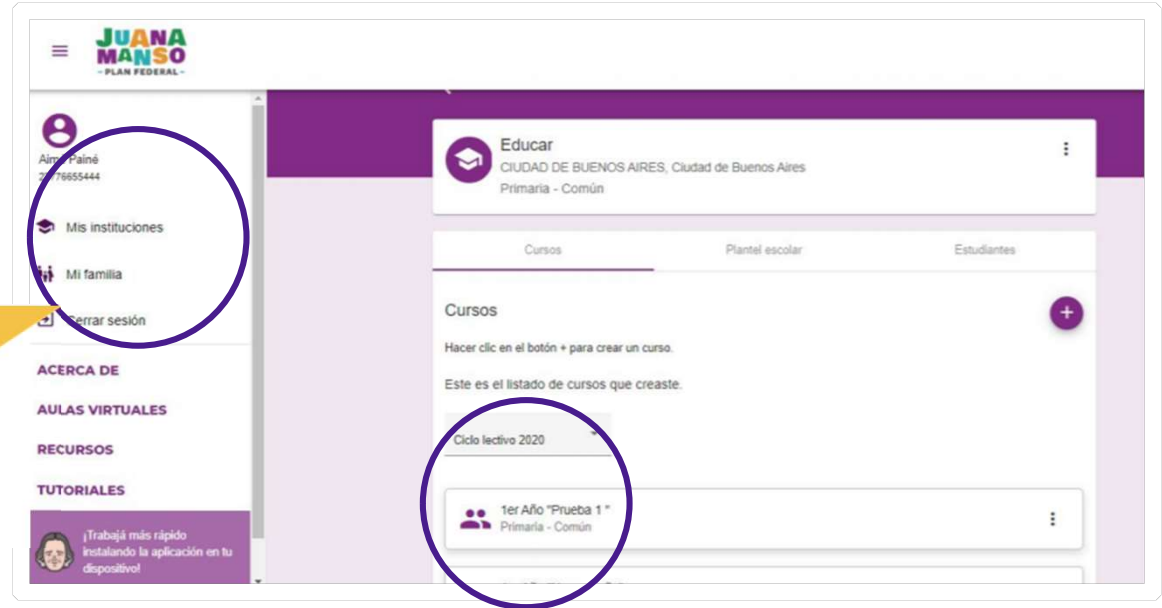 JUANA
MANSO
- PLAN FEDERAL -
Painé
76655444
Mis instituciones
Mi familia
Cerrar sesión
ACERCA DE
AULAS VIRTUALES
RECURSOS
TUTORIALES
¡Trabajá más rápido
instalando la aplicación en tu
dispositivo!
Educar
CIUDAD DE BUENOS AIRES, Ciudad de Buenos Aires
Primaria - Común
Cursos
Plantel escolar
Estudiantes
Cursos
+
Hacer clic en el botón + para crear un curso.
Este es el listado de cursos que creaste.
Ciclo lectivo 2020
1er Año "Prueba 1 "
Primaria - Común